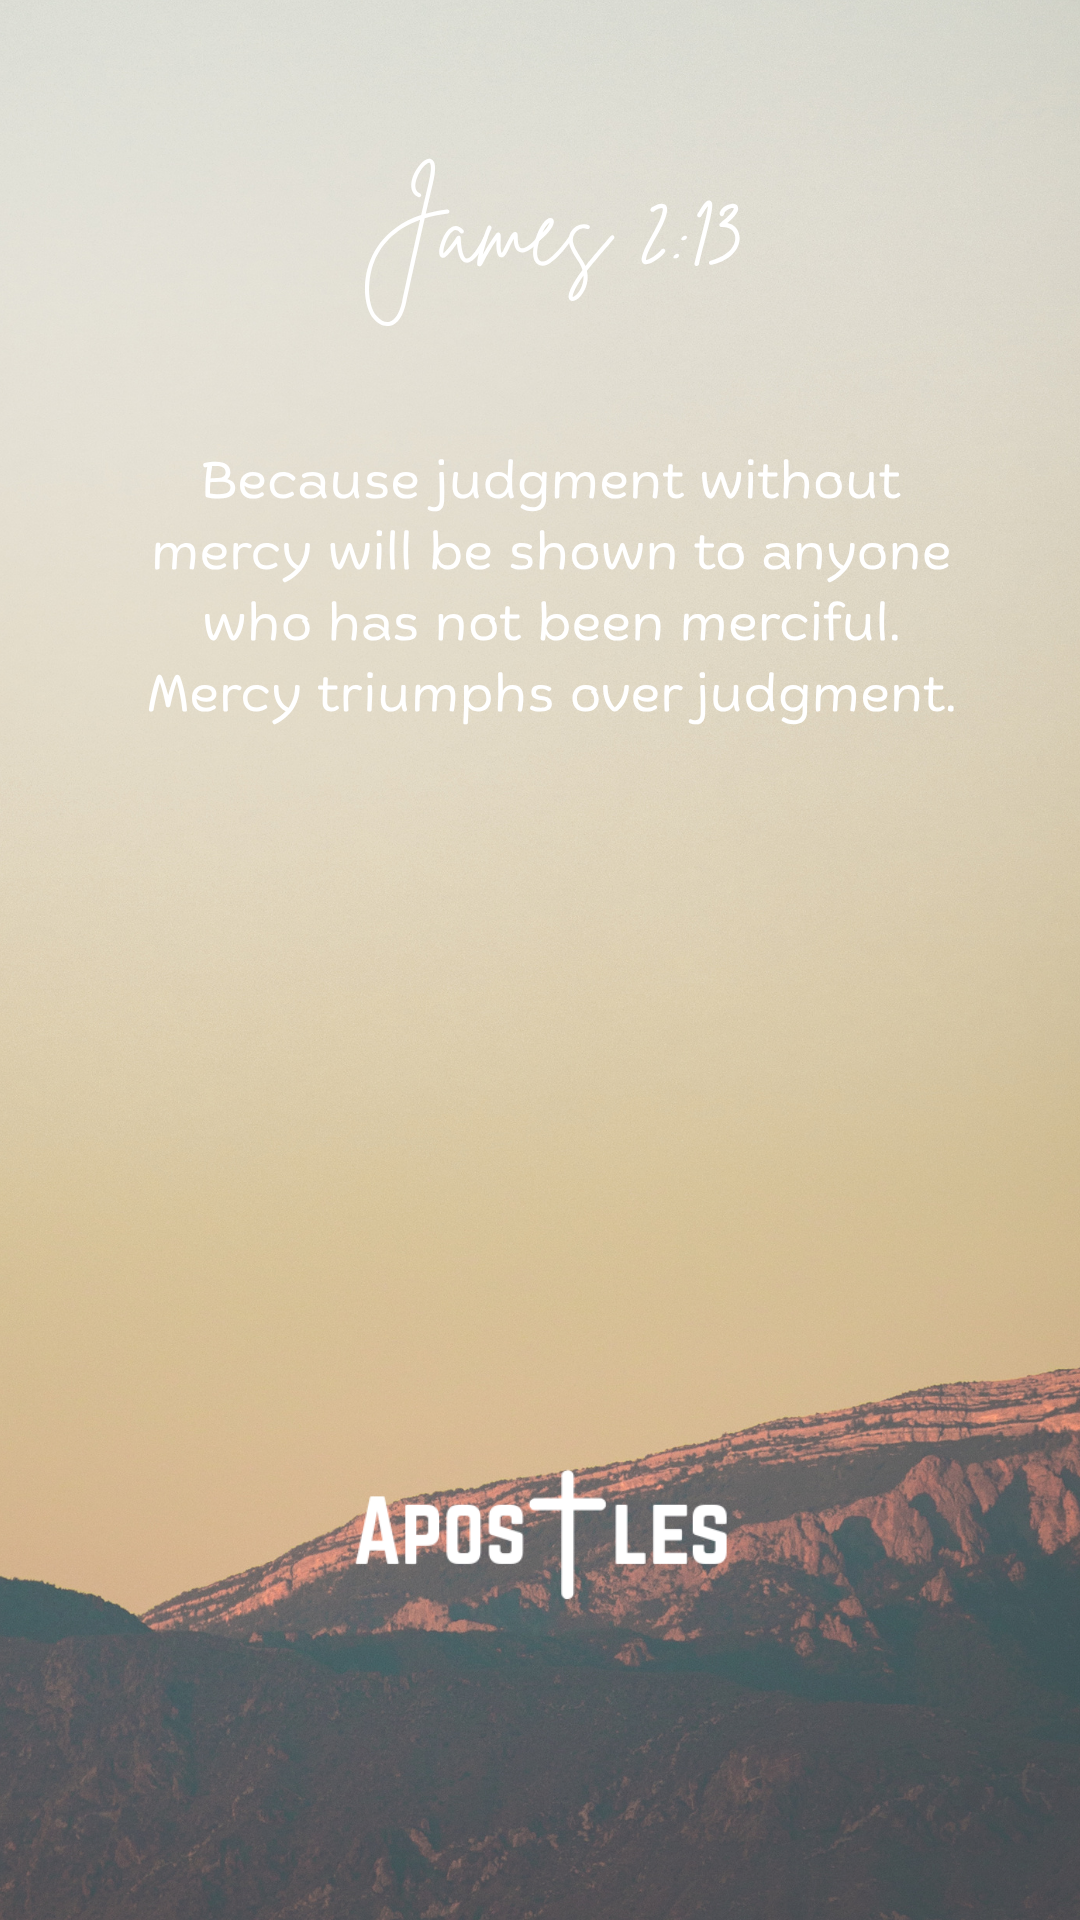 James 2:13
Because judgment without
mercy will be shown to anyone
who has not been merciful.
Mercy triumphs over judgment.
APOSTLES